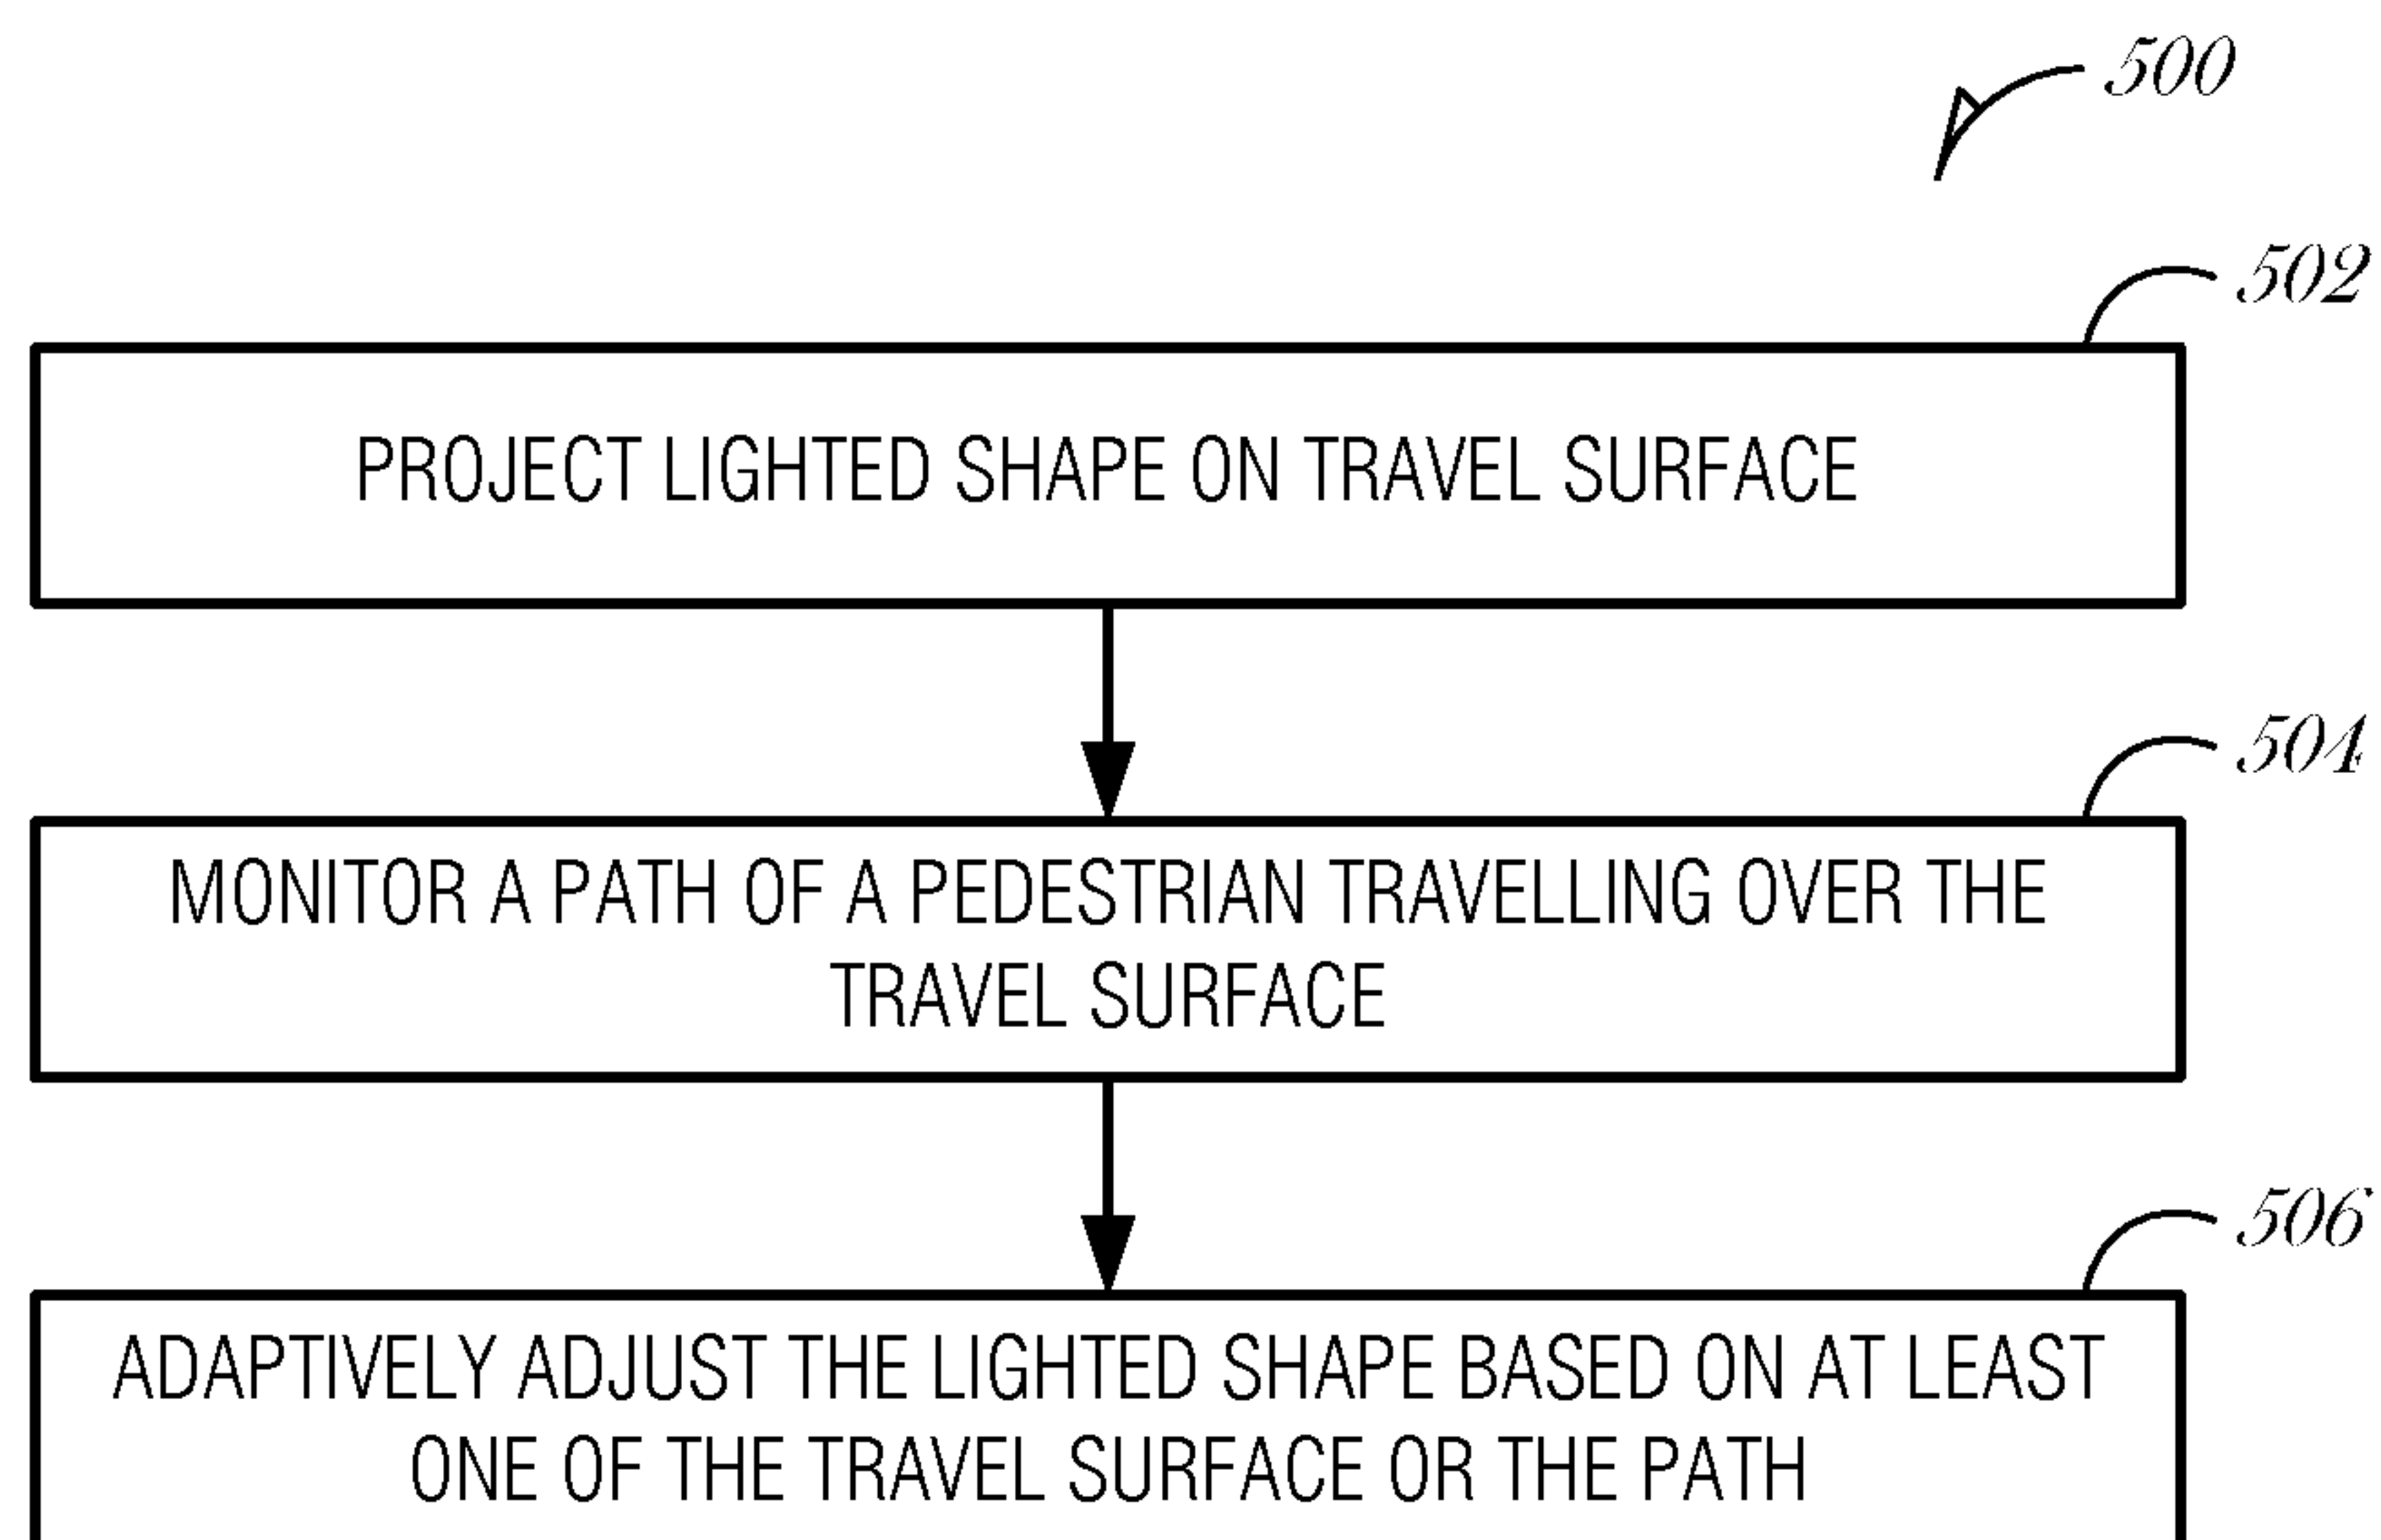 500
502
PROJECT LIGHTED SHAPE ON TRAVEL SURFACE
504
MONITOR A PATH OF A PEDESTRIAN TRAVELLING OVER THE
TRAVEL SURFACE
506
ADAPTIVELY ADJUST THE LIGHTED SHAPE BASED ON AT LEAST
ONE OF THE TRAVEL SURFACE OR THE PATH